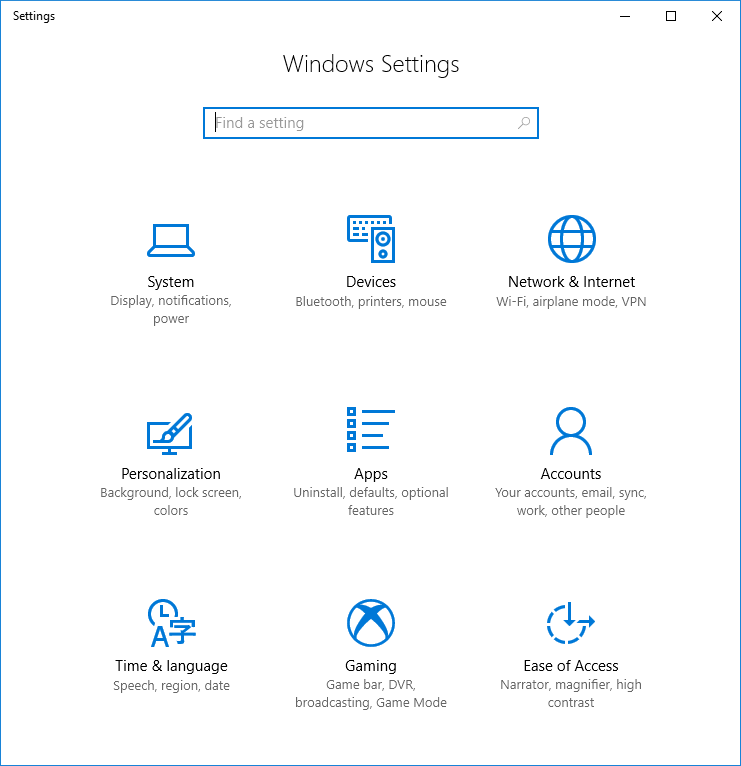 Settings
Windows Settings
Find a setting
System
Display, notifications,
power
Devices
Bluetooth, printers, mouse
Network & Internet
Wi-Fi, airplane mode, VPN
Personalization
Background, lock screen,
colors
Apps
Uninstall, defaults, optional
features
Accounts
Your accounts, email, sync,
work, other people
A字
Time & language
Speech, region, date
Gaming
Game bar, DVR,
broadcasting, Game Mode
Ease of Access
Narrator, magnifier, high
contrast